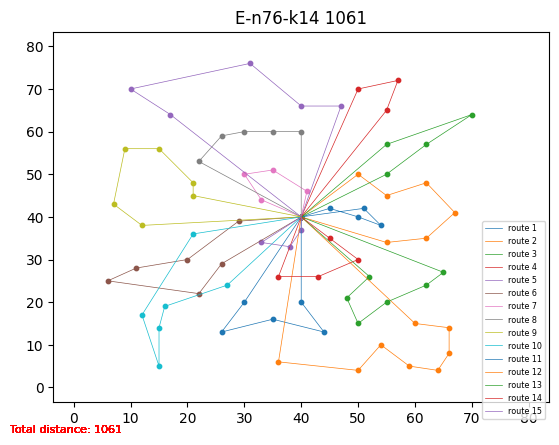 E-n76-k14 1061
80
70
60
50
40
30
20
10
0
0 10 20 30 40 50 60 70 80
route 1
route 2
route 3
route 4
route 5
route 6
route 7
route 8
route 9
route 10
route 11
route 12
route 13
route 14
route 15
Total distance: 1061